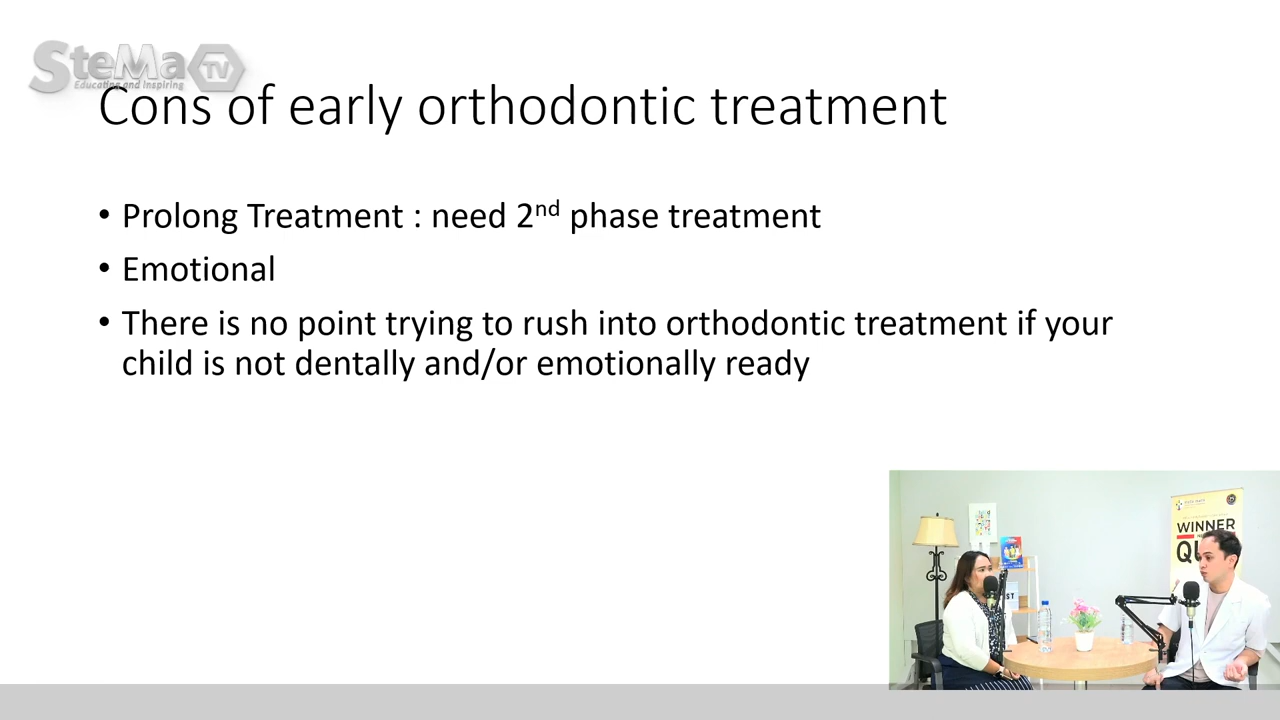 SteMa TV
Educating and Inspiring
Cons of early orthodontic treatment
• Prolong Treatment : need 2nd phase treatment
• Emotional
• There is no point trying to rush into orthodontic treatment if your
child is not dentally and/or emotionally ready
WINNER